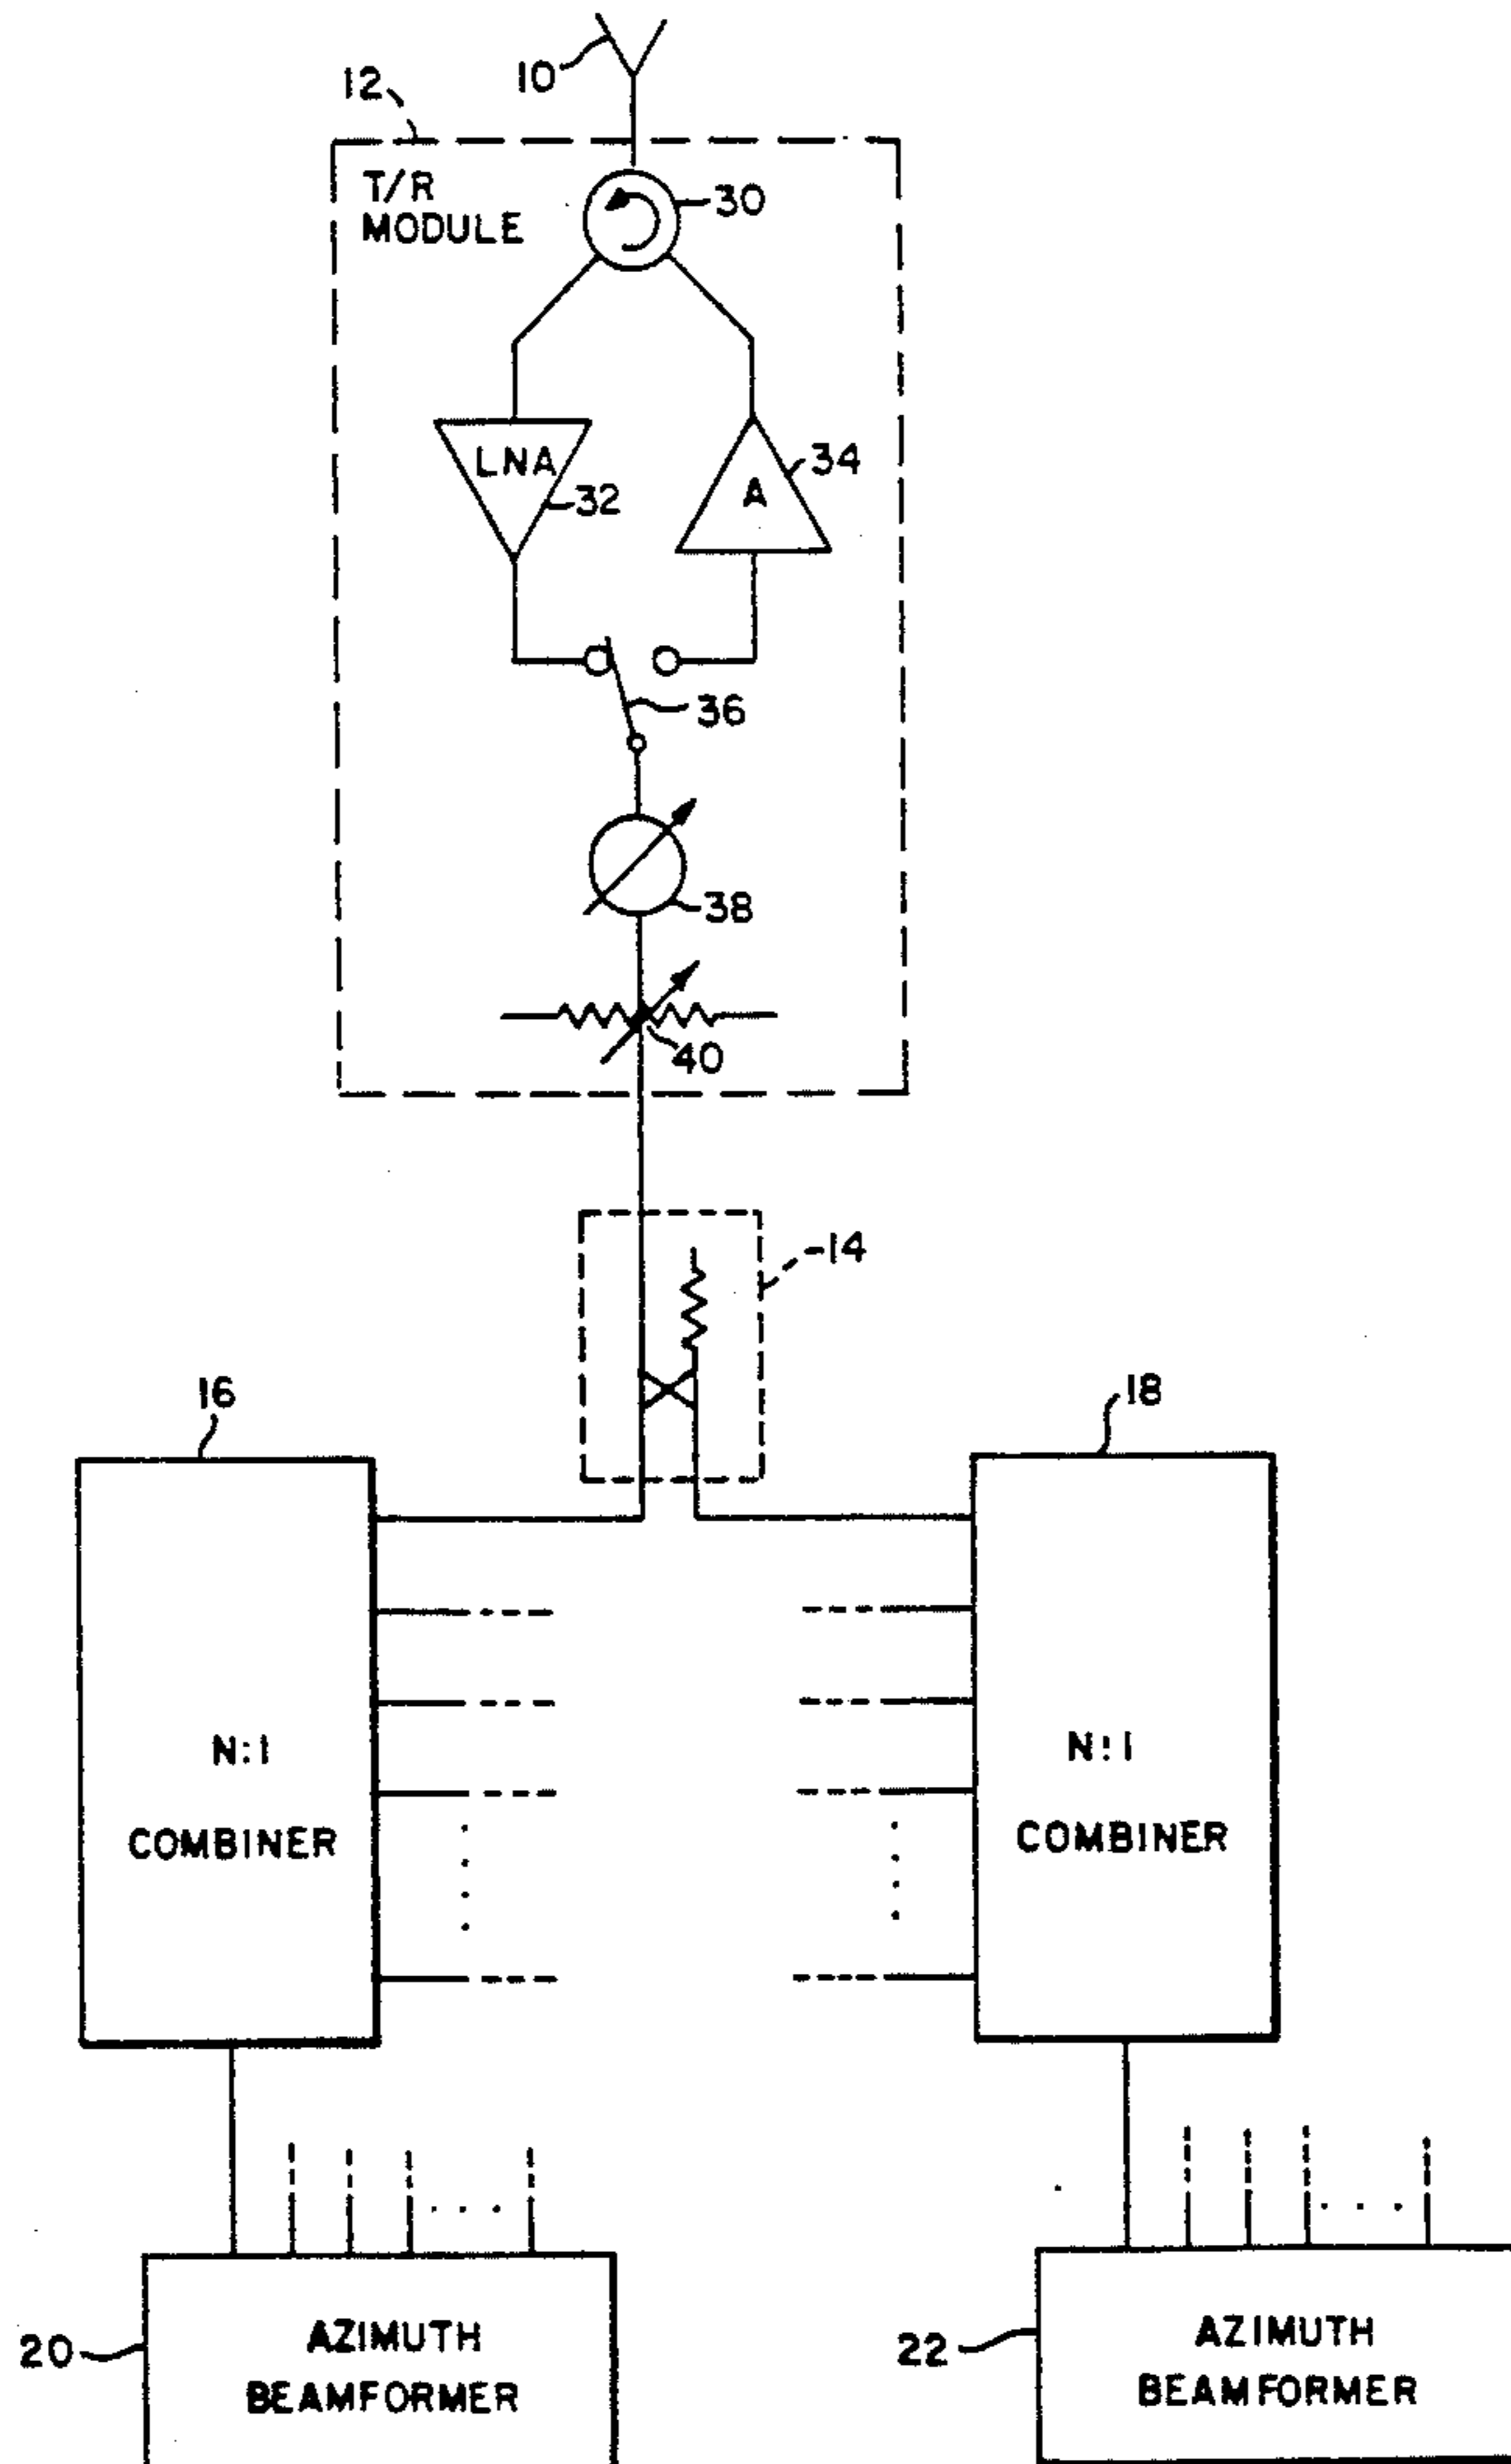 10
12
T/R
MODULE
30
LNA
32
A
34
36
38
40
14
16
18
N:1
COMBINER
N:1
COMBINER
20
AZIMUTH
BEAMFORMER
22
AZIMUTH
BEAMFORMER